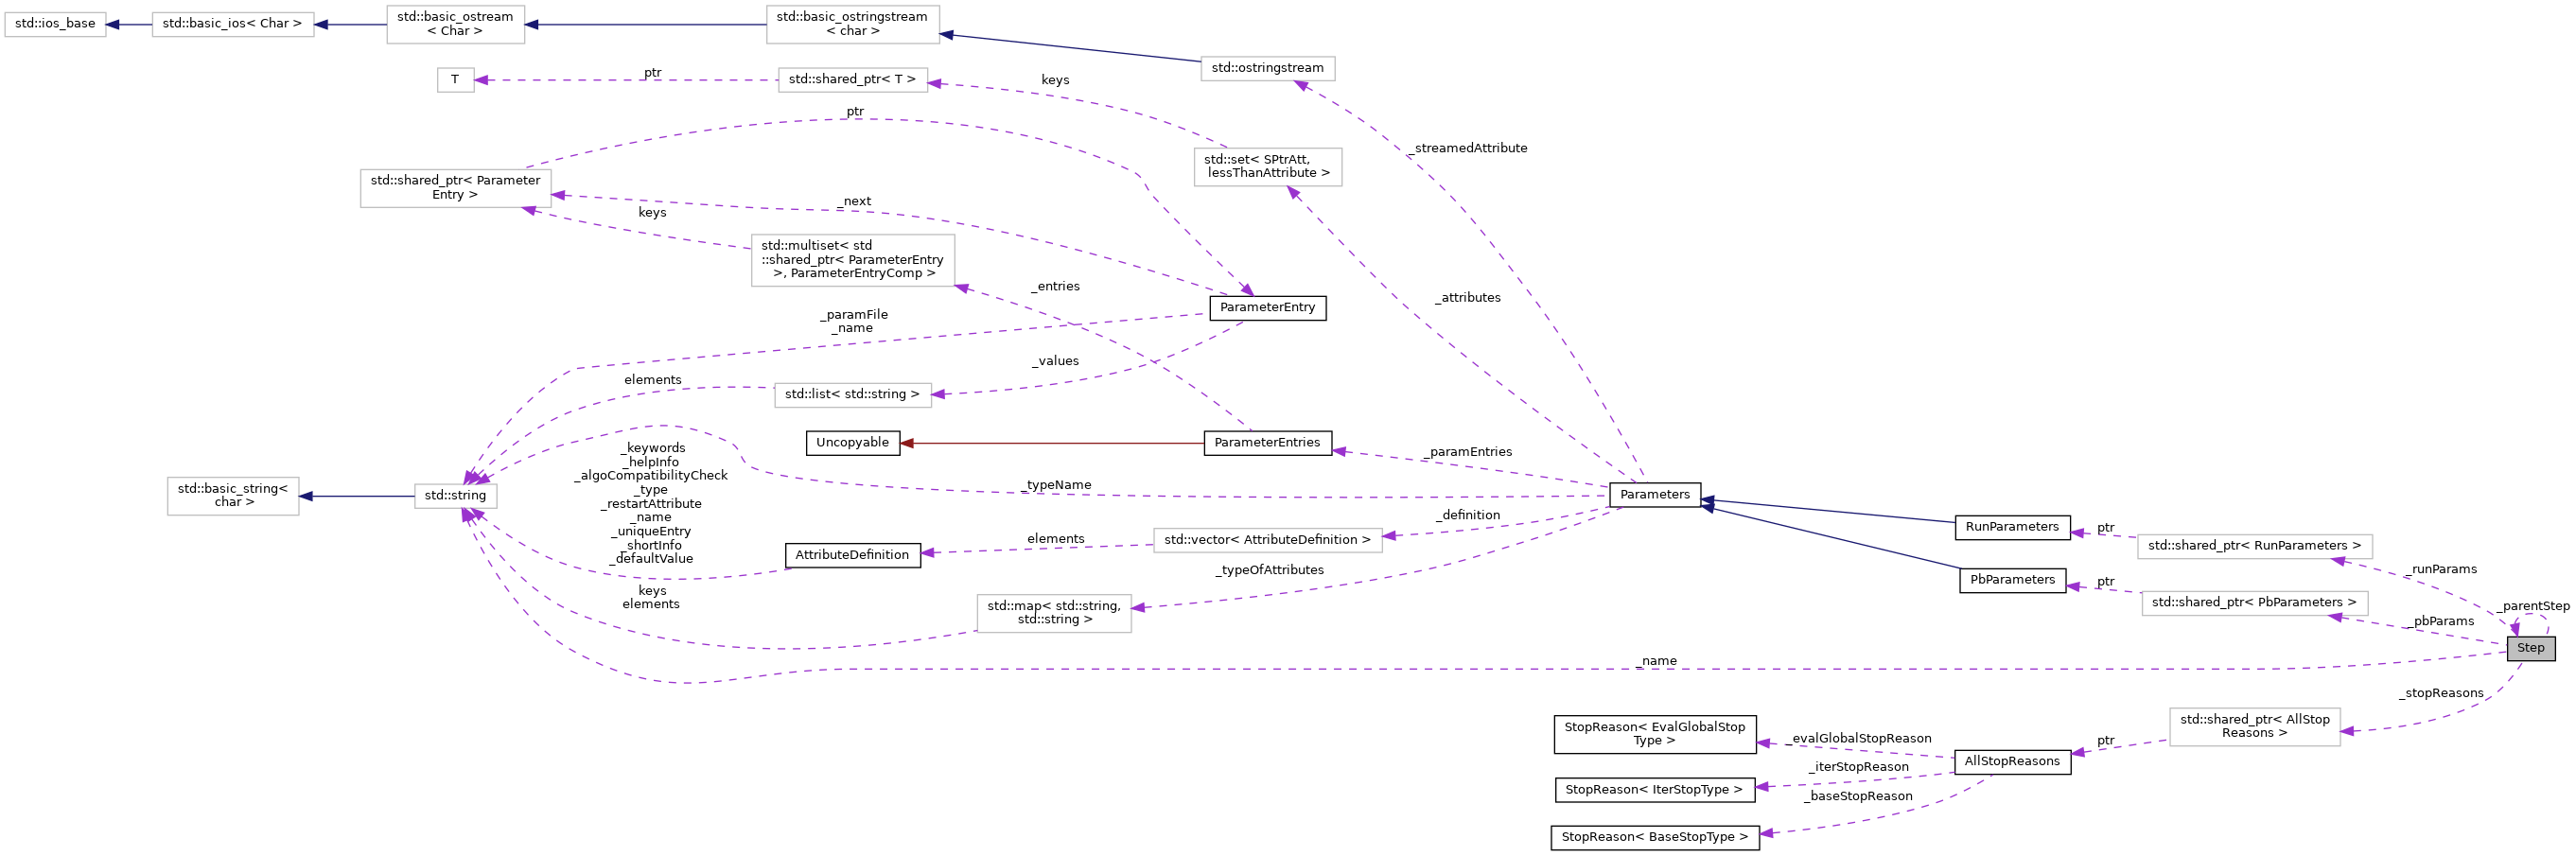 std::ios_base
std::basic_ios< Char >
std::basic_ostream
< Char >
std::basic_ostringstream
< char >
std::ostringstream
T
ptr
std::shared_ptr< T >
keys
ptr
_streamedAttribute
std::set< SPtrAtt,
lessThanAttribute >
std::shared_ptr< Parameter
Entry >
_next
keys
std::multiset< std
::shared_ptr< ParameterEntry
>, ParameterEntryComp >
_entries
_attributes
ParameterEntry
_paramFile
_name
_values
elements
std::list< std::string >
Uncopyable
ParameterEntries
_paramEntries
_keywords
_helpInfo
_algoCompatibilityCheck
_type
_restartAttribute
_name
_uniqueEntry
_shortInfo
_defaultValue
std::basic_string<
char >
std::string
_typeName
Parameters
_definition
RunParameters
ptr
std::shared_ptr< RunParameters >
AttributeDefinition
elements
std::vector< AttributeDefinition >
_typeOfAttributes
_runParams
PbParameters
ptr
std::shared_ptr< PbParameters >
_parentStep
keys
elements
std::map< std::string,
std::string >
_pbParams
Step
_name
_stopReasons
StopReason< EvalGlobalStop
Type >
_evalGlobalStopReason
std::shared_ptr< AllStop
Reasons >
ptr
AllStopReasons
_iterStopReason
StopReason< IterStopType >
_baseStopReason
StopReason< BaseStopType >